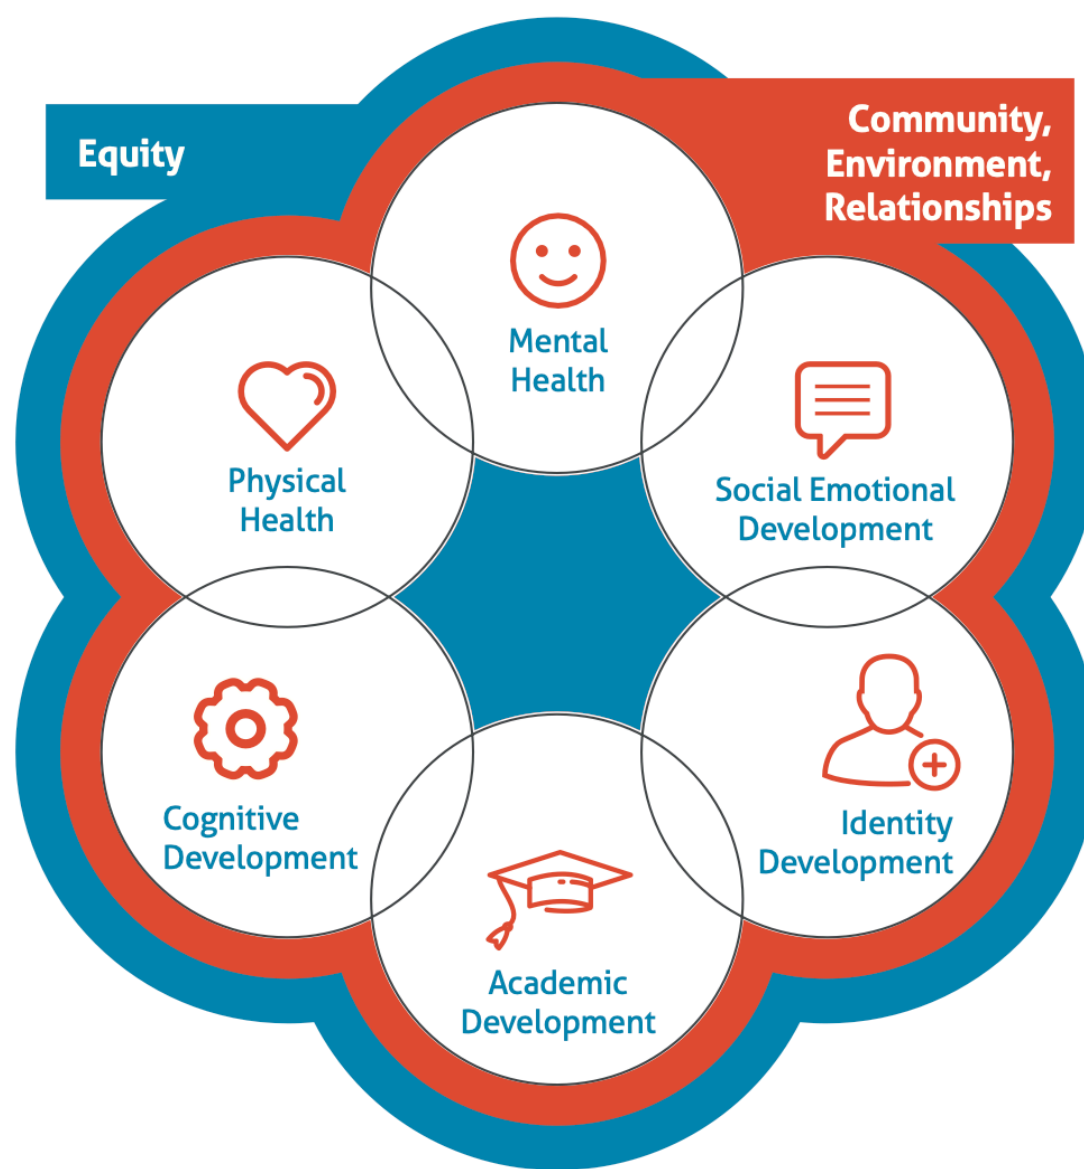 Equity
Community,
Environment,
Relationships
Mental
Health
Physical
Health
Social Emotional
Development
Cognitive
Development
Identity
Development
Academic
Development